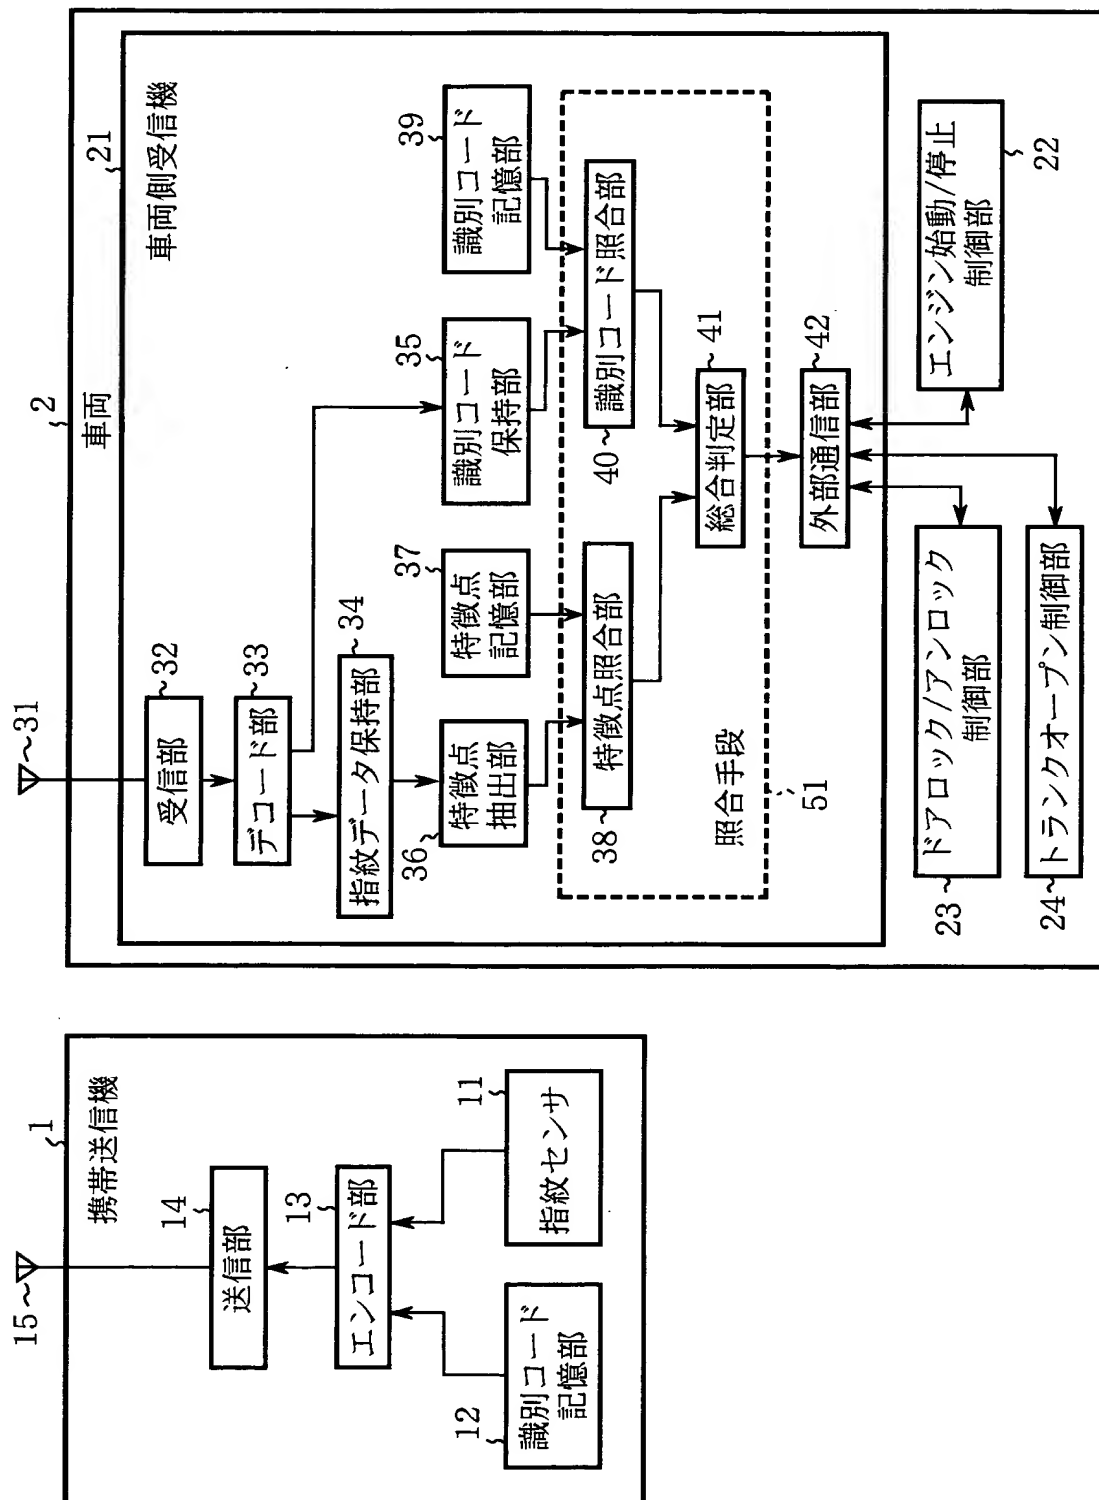 1
携帯送信機
15
14
送信部
13
エンコード部
11
指紋センサ
12
識別コード
記憶部
2
車両
21
車両側受信機
31
32
受信部
33
デコード部
34
指紋データ保持部
35
識別コード
保持部
36
特徴点
抽出部
37
特徴点
記憶部
39
識別コード
記憶部
38
特徴点照合部
40
識別コード照合部
41
総合判定部
照合手段
51
42
外部通信部
22
エンジン始動/停止
制御部
23
ドアロック/アンロック
制御部
24
トランクオープン制御部